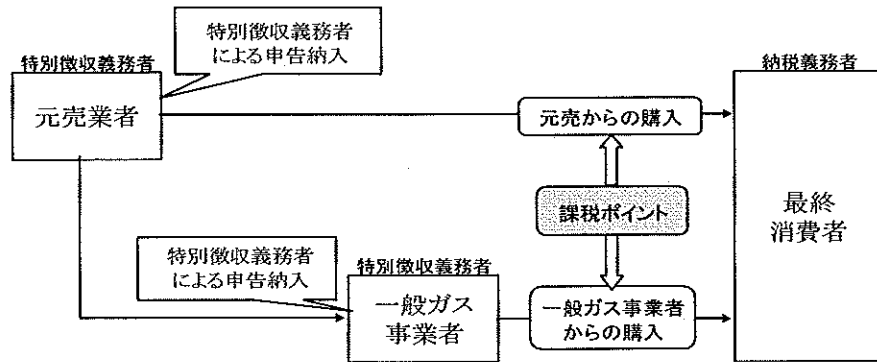 特別徴収義務者
による申告納入
特別徴収義務者
元売業者
元売からの購入
納税義務者
課税ポイント
最終
消費者
特別徴収義務者
による申告納入
特別徴収義務者
一般ガス
事業者
一般ガス事業者
からの購入